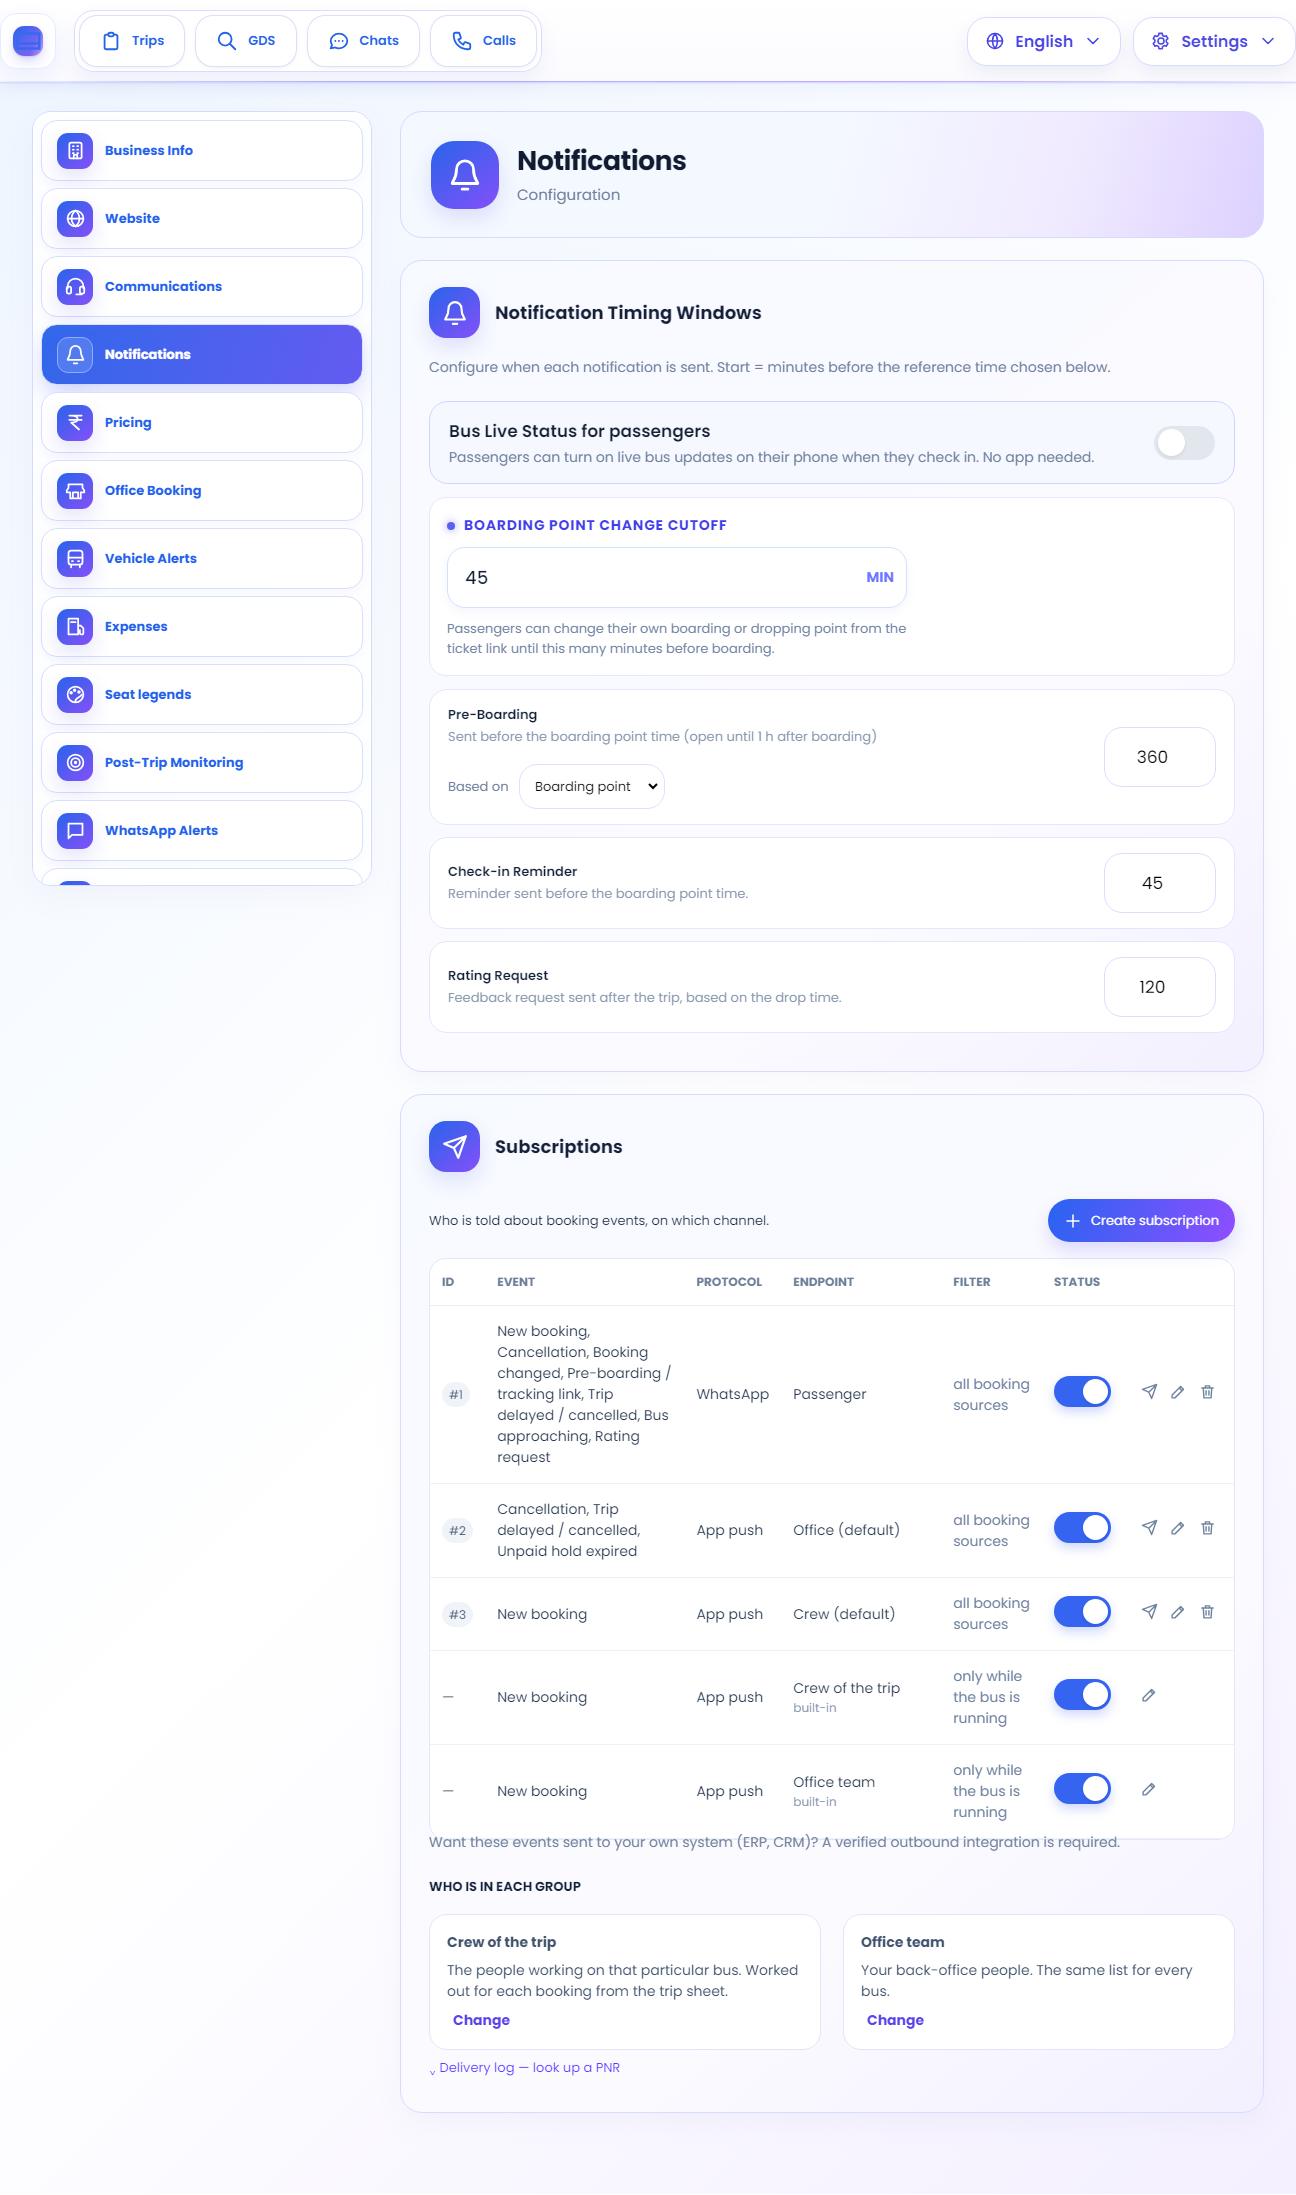 Trips
GDS
Chats
Calls
English
Settings
Business Info
Website
Communications
Notifications
Pricing
Office Booking
Vehicle Alerts
Expenses
Seat legends
Post-Trip Monitoring
WhatsApp Alerts
Notifications
Configuration
Notification Timing Windows
Configure when each notification is sent. Start = minutes before the reference time chosen below.
Bus Live Status for passengers
Passengers can turn on live bus updates on their phone when they check in. No app needed.
BOARDING POINT CHANGE CUTOFF
45 MIN
Passengers can change their own boarding or dropping point from the
ticket link until this many minutes before boarding.
Pre-Boarding
Sent before the boarding point time (open until 1 h after boarding)
Based on Boarding point
360
Check-in Reminder
Reminder sent before the boarding point time.
45
Rating Request
Feedback request sent after the trip, based on the drop time.
120
Subscriptions
Who is told about booking events, on which channel.
Create subscription
ID EVENT PROTOCOL ENDPOINT FILTER STATUS
#1
New booking,
Cancellation, Booking
changed, Pre-boarding /
tracking link, Trip
delayed / cancelled, Bus
approaching, Rating
request
WhatsApp
Passenger
all booking
sources
#2
Cancellation, Trip
delayed / cancelled,
Unpaid hold expired
App push
Office (default)
all booking
sources
#3
New booking
App push
Crew (default)
all booking
sources
—
New booking
App push
Crew of the trip
built-in
only while
the bus is
running
—
New booking
App push
Office team
built-in
only while
the bus is
running
Want these events sent to your own system (ERP, CRM)? A verified outbound integration is required.
WHO IS IN EACH GROUP
Crew of the trip
The people working on that particular bus. Worked
out for each booking from the trip sheet.
Change
Office team
Your back-office people. The same list for every
bus.
Change
Delivery log — look up a PNR